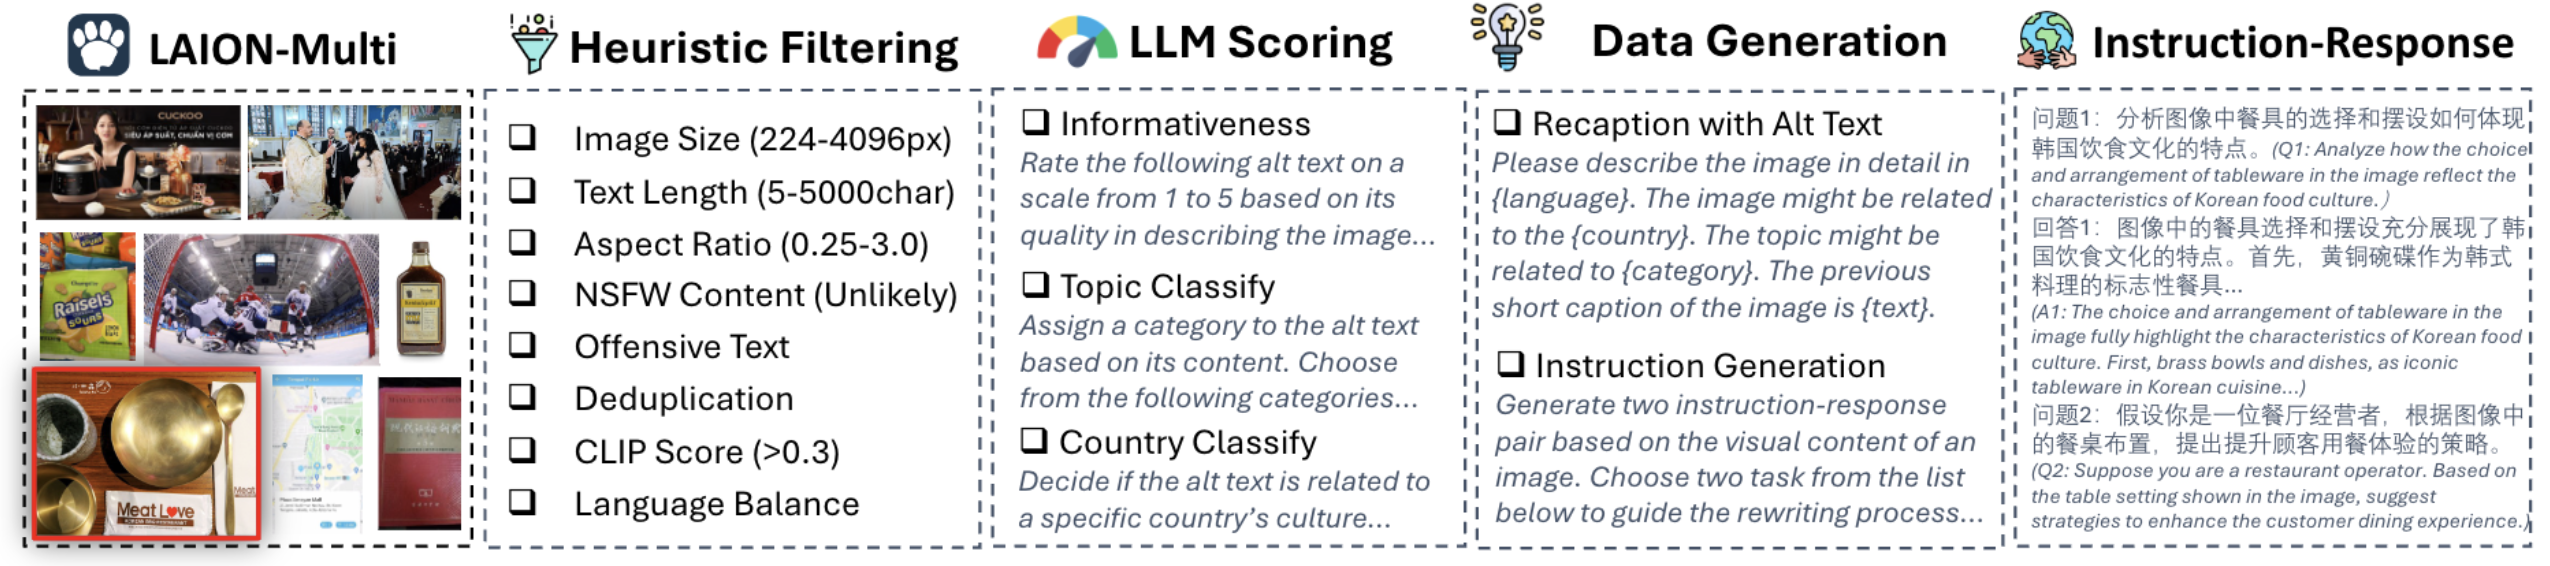 LAION-Multi
CUCKOO
SIÊU ÁP SUẤT, CHUẨN VỊ CƠM
Raisels
SOURS
Meat Love
Meat
Heuristic Filtering
Image Size (224-4096px)
Text Length (5-5000char)
Aspect Ratio (0.25-3.0)
NSFW Content (Unlikely)
Offensive Text
Deduplication
CLIP Score (>0.3)
Language Balance
LLM Scoring
Informativeness
Rate the following alt text on a
scale from 1 to 5 based on its
quality in describing the image...
Topic Classify
Assign a category to the alt text
based on its content. Choose
from the following categories...
Country Classify
Decide if the alt text is related to
a specific country's culture...
Data Generation
Recaption with Alt Text
Please describe the image in detail in
{language}. The image might be related
to the {country}. The topic might be
related to {category}. The previous
short caption of the image is {text}.
Instruction Generation
Generate two instruction-response
pair based on the visual content of an
image. Choose two task from the list
below to guide the rewriting process...
Instruction-Response
问题1：分析图像中餐具的选择和摆设如何体现
韩国饮食文化的特点。(Q1: Analyze how the choice
and arrangement of tableware in the image reflect the
characteristics of Korean food culture.）
回答1：图像中的餐具选择和摆设充分展现了韩
国饮食文化的特点。首先，黄铜碗碟作为韩式
料理的标志性餐具...
(A1: The choice and arrangement of tableware in the
image fully highlight the characteristics of Korean food
culture. First, brass bowls and dishes, as iconic
tableware in Korean cuisine...)
问题2：假设你是一位餐厅经营者，根据图像中
的餐桌布置，提出提升顾客用餐体验的策略。
(Q2: Suppose you are a restaurant operator. Based on
the table setting shown in the image, suggest
strategies to enhance the customer dining experience.)